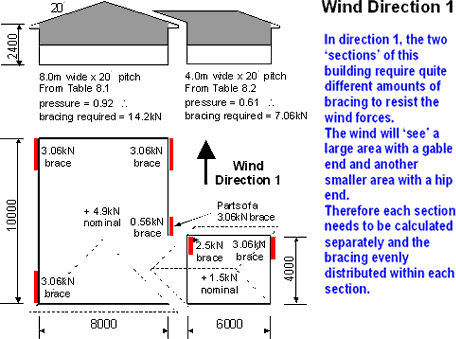 Wind Direction 1
20
2400
8.0m wide x 20 pitch
From Table 8.1
pressure = 0.92 ∴
bracing required = 14.2kN
4.0m wide x 20 pitch
From Table 8.2
pressure = 0.61 ∴
bracing required = 7.06kN
In direction 1, the two
‘sections’ of this
building require quite
different amounts of
bracing to resist the
wind forces.
The wind will ‘see’ a
large area with a gable
end and another
smaller area with a hip
end.
Therefore each section
needs to be calculated
separately and the
bracing evenly
distributed within each
section.
3.06kN
brace
3.06kN
brace
Wind
Direction 1
10000
+ 4.9kN
nominal
0.56kN
brace
Parts of a
3.06kN brace
2.5kN
brace
3.06kN
brace
4000
3.06kN
brace
+ 1.5kN
nominal
8000
6000